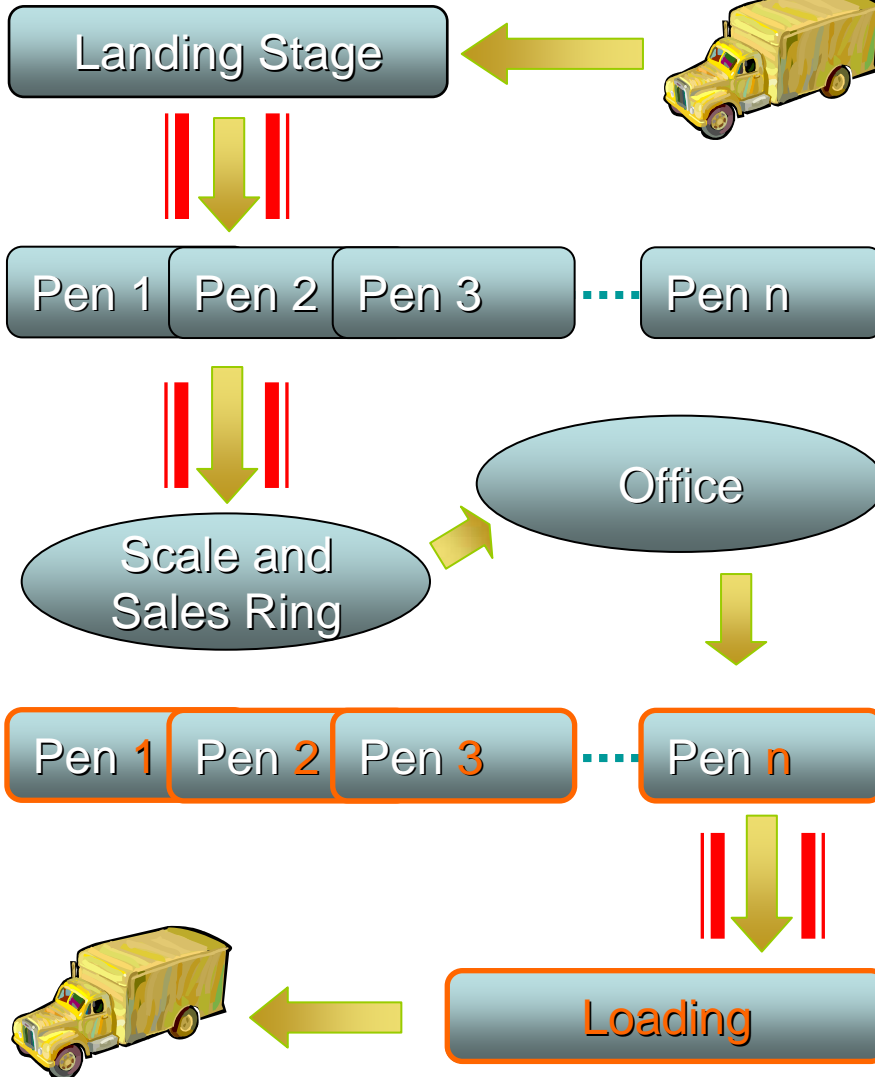 Landing Stage
Pen 1 Pen 2 Pen 3 Pen n
Office
Scale and
Sales Ring
Pen 1 Pen 2 Pen 3 Pen n
Loading